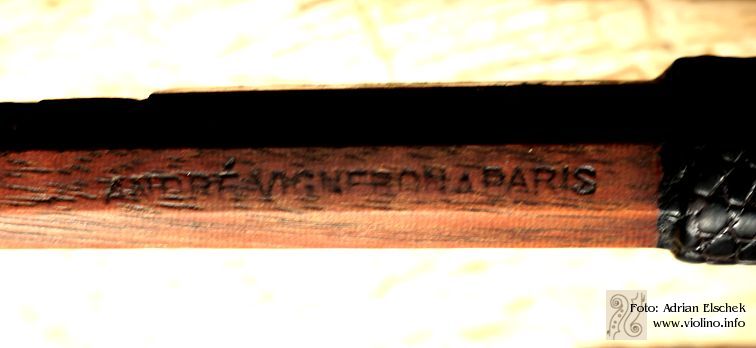 ANDRÉ VIGNERON A PARIS
Foto: Adrian Elschek
www.violino.info